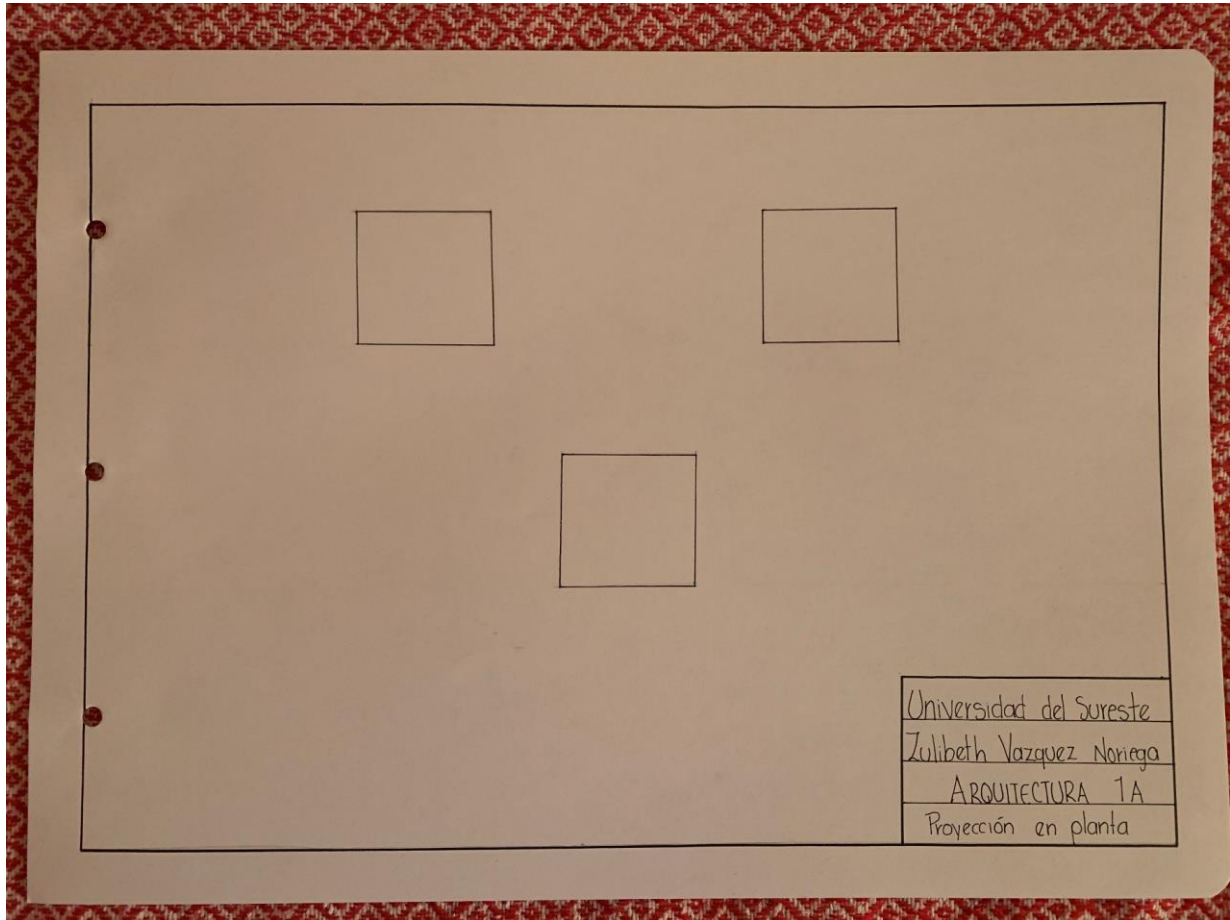 Universidad del Sureste
Zulibeth Vazquez Noriega
ARQUITECTURA 1A
Proyección en planta